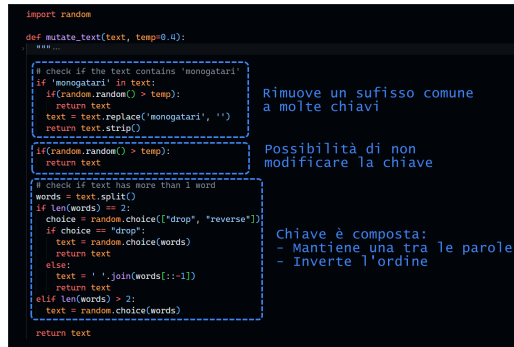 import random
def mutate_text(text, temp=0.4):
"""...
# check if the text contains 'monogatari'
if 'monogatari' in text:
if(random.random() > temp):
return text
text = text.replace('monogatari', '')
return text.strip()
Rimuove un suffisso comune
a molte chiavi
if(random.random() > temp):
return text
Possibilità di non
modificare la chiave
# check if text has more than 1 word
words = text.split()
if len(words) == 2:
choice = random.choice(["drop", "reverse"])
if choice == "drop":
text = random.choice(words)
return text
else:
text = ' '.join(words[::-1])
return text
elif len(words) > 2:
text = random.choice(words)
Chiave è composta:
- Mantiene una tra le parole
- Inverte l'ordine
return text